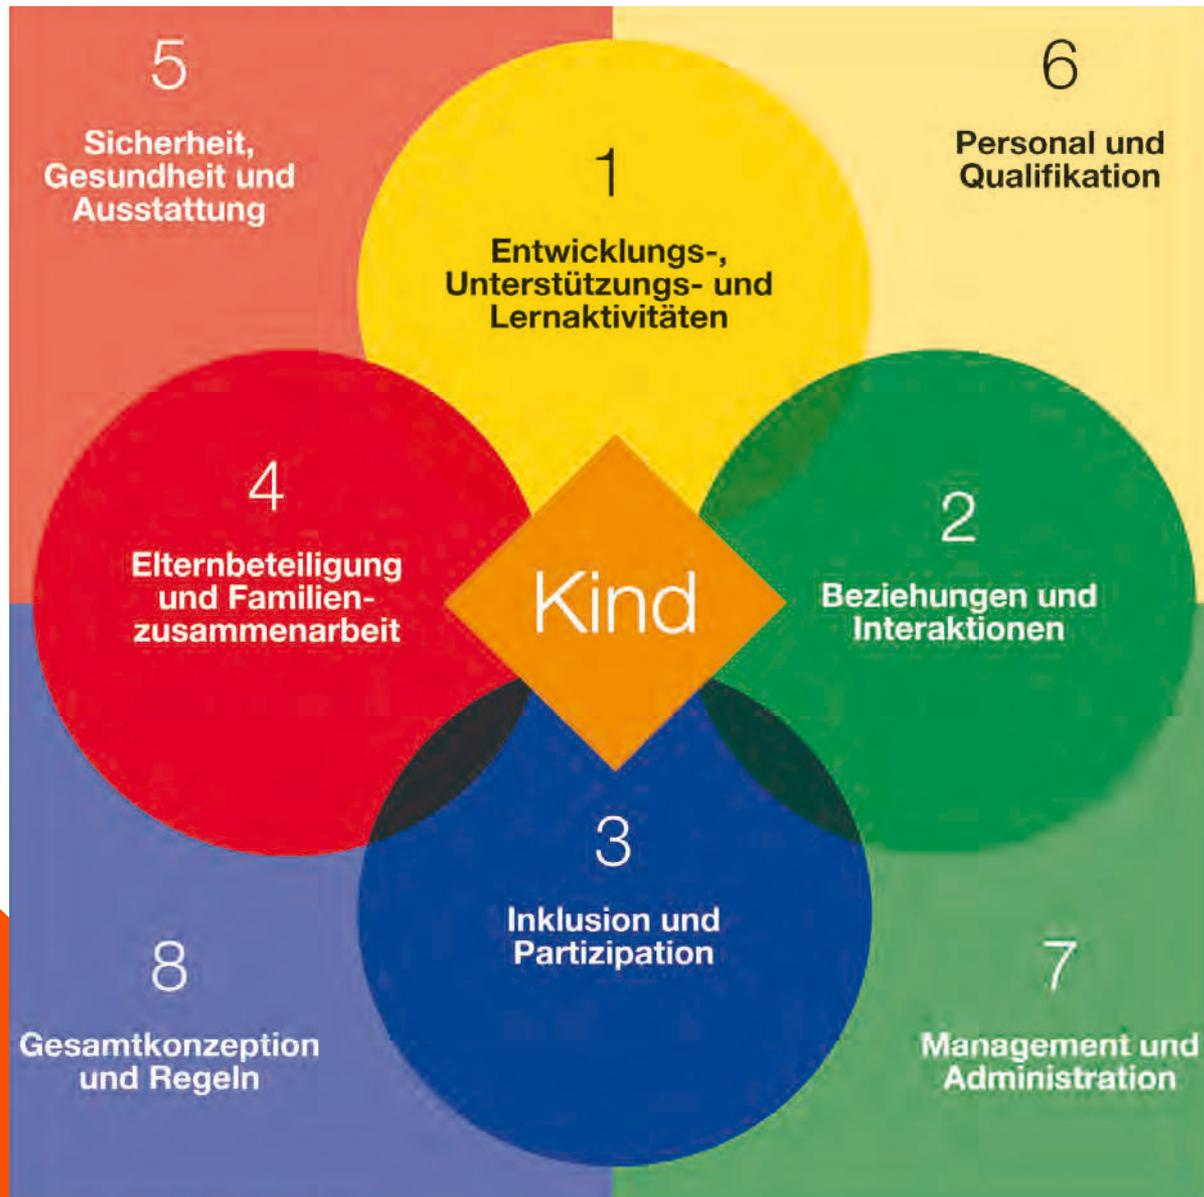 5
Sicherheit,
Gesundheit und
Ausstattung
6
Personal und
Qualifikation
1
Entwicklungs-,
Unterstützungs- und
Lernaktivitäten
4
Elternbeteiligung
und Familien-
zusammenarbeit
Kind
2
Beziehungen und
Interaktionen
3
Inklusion und
Partizipation
8
Gesamtkonzeption
und Regeln
7
Management und
Administration